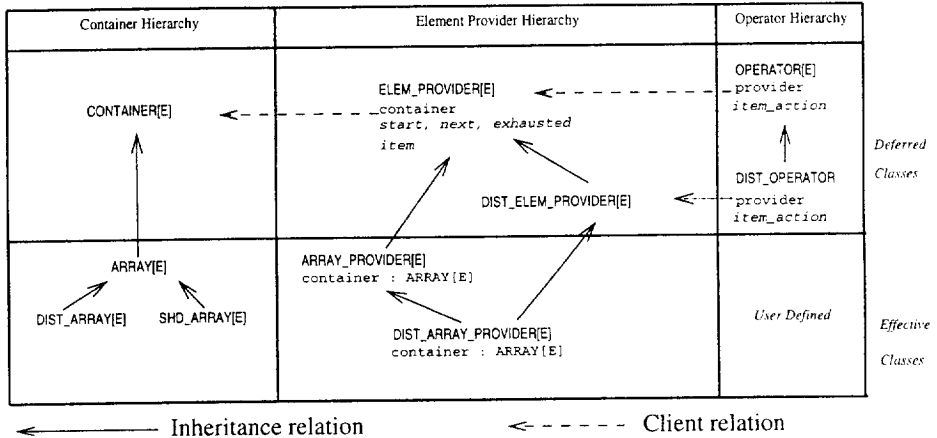 Container Hierarchy
Element Provider Hierarchy
Operator Hierarchy
CONTAINER[E]
ELEM_PROVIDER[E]
container
start, next, exhausted
item
DIST_ELEM_PROVIDER[E]
OPERATOR[E]
provider
item_action
DIST_OPERATOR
provider
item_action
Deferred
Classes
ARRAY[E]
DIST_ARRAY[E]
SHD_ARRAY[E]
ARRAY_PROVIDER[E]
container : ARRAY[E]
DIST_ARRAY_PROVIDER[E]
container : ARRAY[E]
User Defined
Effective
Classes
Inheritance relation
Client relation